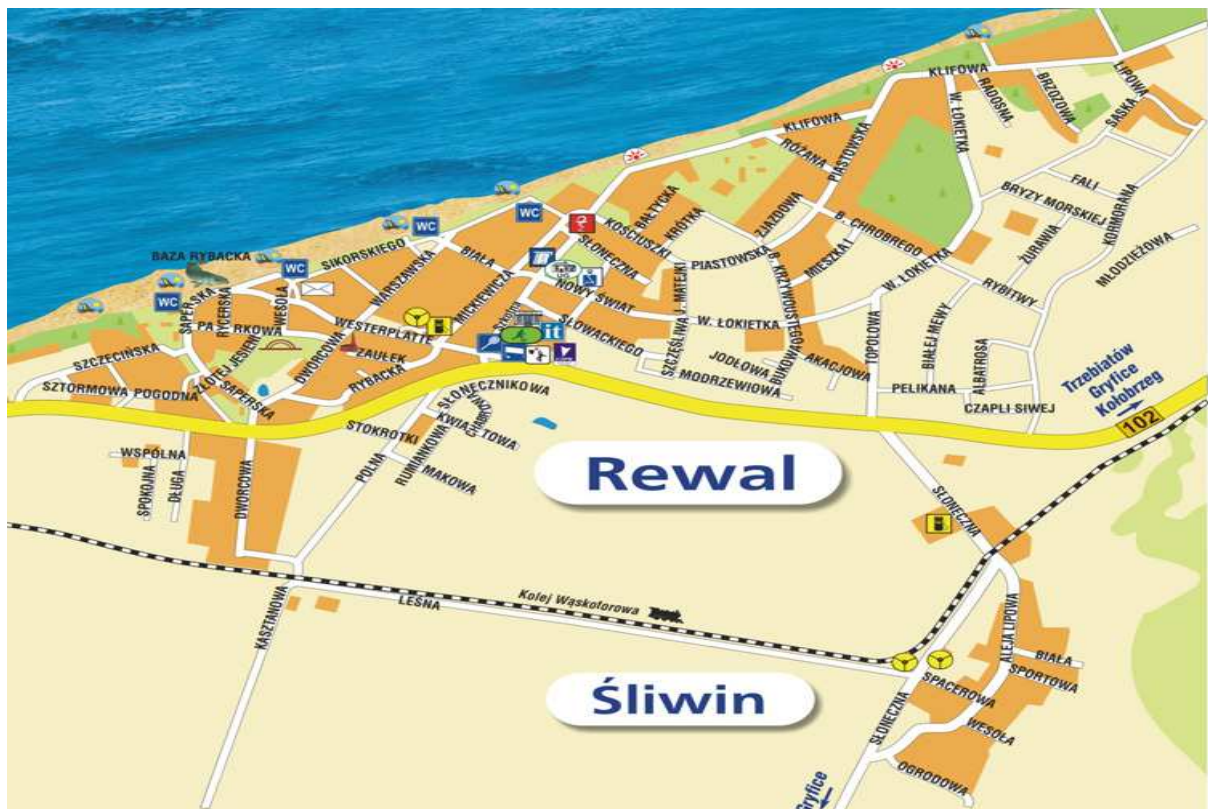 KLIFOWA
LIPOWA
W. ŁOKIETKA
RADOSNA
BRZOZOWA
SASKA
KLIFOWA
RÓŻANA
PIASTOWSKA
FALI
BAŁTYCKA
BRYZY MORSKIEJ
KORMORANA
WC
KOŚCIUSZKI
KRÓTKA
ZJAZDOWA
B. CHROBREGO
ŻURAWIA
MŁODZIEŻOWA
WC
SIKORSKIEGO
BIAŁA
SŁONECZNA
PIASTOWSKA
B. KRZYWOUSTEGO
MIESZKA I
BAZA RYBACKA
WC
WARSZAWSKA
MICKIEWICZA
NOWY ŚWIAT
W. ŁOKIETKA
RYBITWY
WC
SAPERSKA
RYCERSKA
WESOŁA
WESTERPLATTE
SŁOWACKIEGO
SZCZĘŚLIWA
J. MATEJKI
W. ŁOKIETKA
TOPOLOWA
BIAŁEJ MEWY
ALBATROSA
PARKOWA
it
SZCZECIŃSKA
ZŁOTEJ JESIENI
DWORCOWA
ZAUŁEK
RYBACKA
JODŁOWA
BUKOWA
AKACJOWA
MODRZEWIOWA
PELIKANA
Trzebiatów
Gryfice
Kołobrzeg
SZTORMOWA
POGODNA
SAPERSKA
SŁONECZNIKOWA
CZAPLI SIWEJ
102
CHABROWA
STOKROTKI
KWIATOWA
WSPÓLNA
POLNA
RUMIANKOWA
MAKOWA
Rewal
SPOKOJNA
DŁUGA
DWORCOWA
SŁONECZNA
KASZTANOWA
LEŚNA
Kolej Wąskotorowa
ALEJA LIPOWA
BIAŁA
SPORTOWA
SPACEROWA
Śliwin
SŁONECZNA
WESOŁA
OGRODOWA
Gryfice